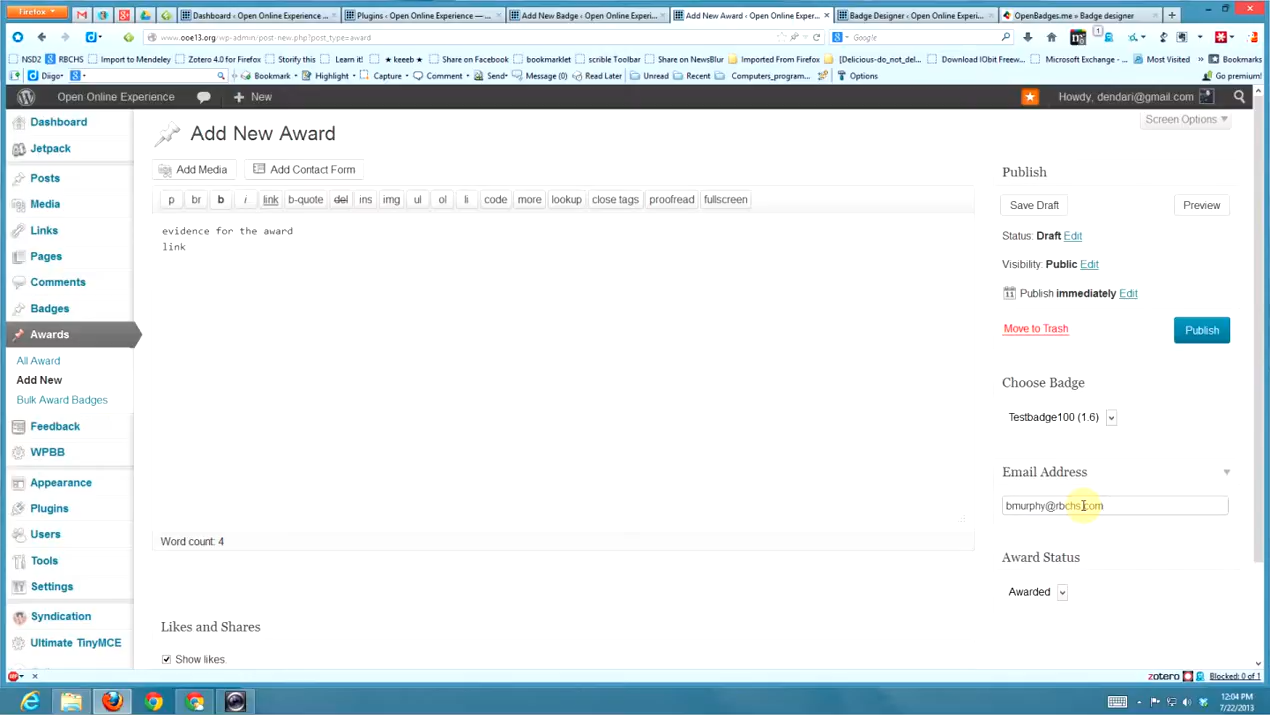 Firefox
Dashboard ‹ Open Online Experience ...
Plugins ‹ Open Online Experience — ...
Add New Badge ‹ Open Online Experi...
Add New Award ‹ Open Online Exper...
Badge Designer ‹ Open Online Experi...
OpenBadges.me » Badge designer
www.ooe13.org/wp-admin/post-new.php?post_type=award
Google
1
NSD2
RBCHS
Import to Mendeley
Zotero 4.0 for Firefox
Storify this
Learn it!
★ keeeb ★
Share on Facebook
bookmarklet
scrible Toolbar
Share on NewsBlur
Imported From Firefox
[Delicious-do_not_del...
Download IObit Freew...
Microsoft Exchange - ...
Most Visited
Bookmarks
Diigo
Bookmark
Highlight
Capture
Comment
Send
Message (0)
Read Later
Unread
Recent
Computers_program...
Options
Go premium!
Open Online Experience
New
Howdy, dendari@gmail.com
Screen Options
Dashboard
Jetpack
Posts
Media
Links
Pages
Comments
Badges
Awards
All Award
Add New
Bulk Award Badges
Feedback
WPBB
Appearance
Plugins
Users
Tools
Settings
Syndication
Ultimate TinyMCE
Add New Award
Add Media
Add Contact Form
p
br
b
i
link
b-quote
del
ins
img
ul
ol
li
code
more
lookup
close tags
proofread
fullscreen
evidence for the award
link
Word count: 4
Likes and Shares
Show likes.
Publish
Save Draft
Preview
Status: Draft Edit
Visibility: Public Edit
11
Publish immediately Edit
Move to Trash
Publish
Choose Badge
Testbadge100 (1.6)
Email Address
bmurphy@rbchs.com
Award Status
Awarded
zotero
Blocked: 0 of 1
12:04 PM
7/22/2013